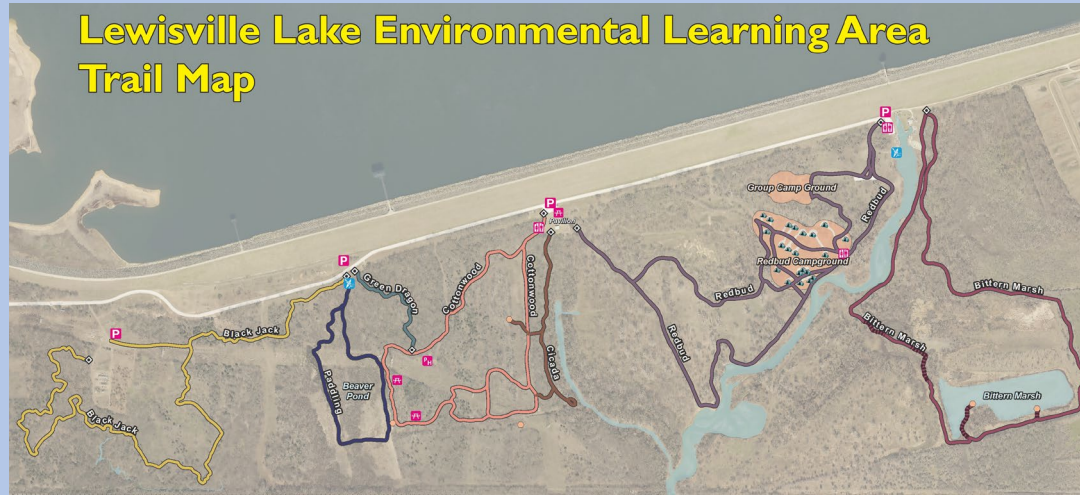 Lewisville Lake Environmental Learning Area
Trail Map
P
Group Camp Ground
Redbud
P
Pavilion
Redbud Campground
P
Green Dragon
Cottonwood
Cottonwood
Redbud
Bittern Marsh
P
Black Jack
Redbud
Bittern Marsh
Cicada
Paddling
Beaver
Pond
Bittern Marsh
Black Jack